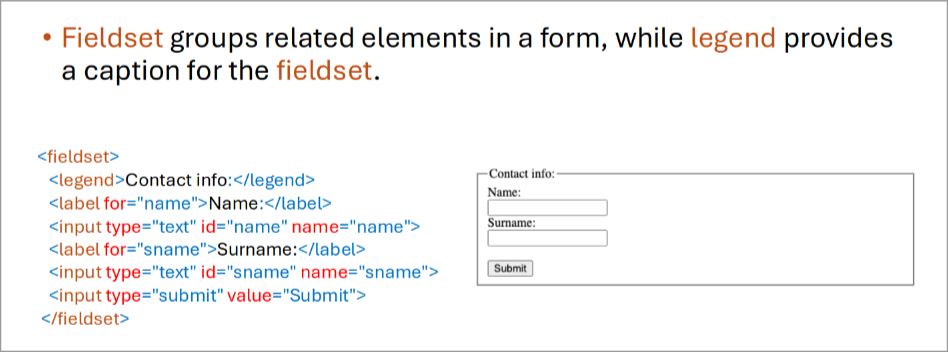 • Fieldset groups related elements in a form, while legend provides
a caption for the fieldset.
<fieldset>
<legend>Contact info:</legend>
<label for="name">Name:</label>
<input type="text" id="name" name="name">
<label for="sname">Surname:</label>
<input type="text" id="sname" name="sname">
<input type="submit" value="Submit">
</fieldset>
Contact info:
Name:
Surname:
Submit